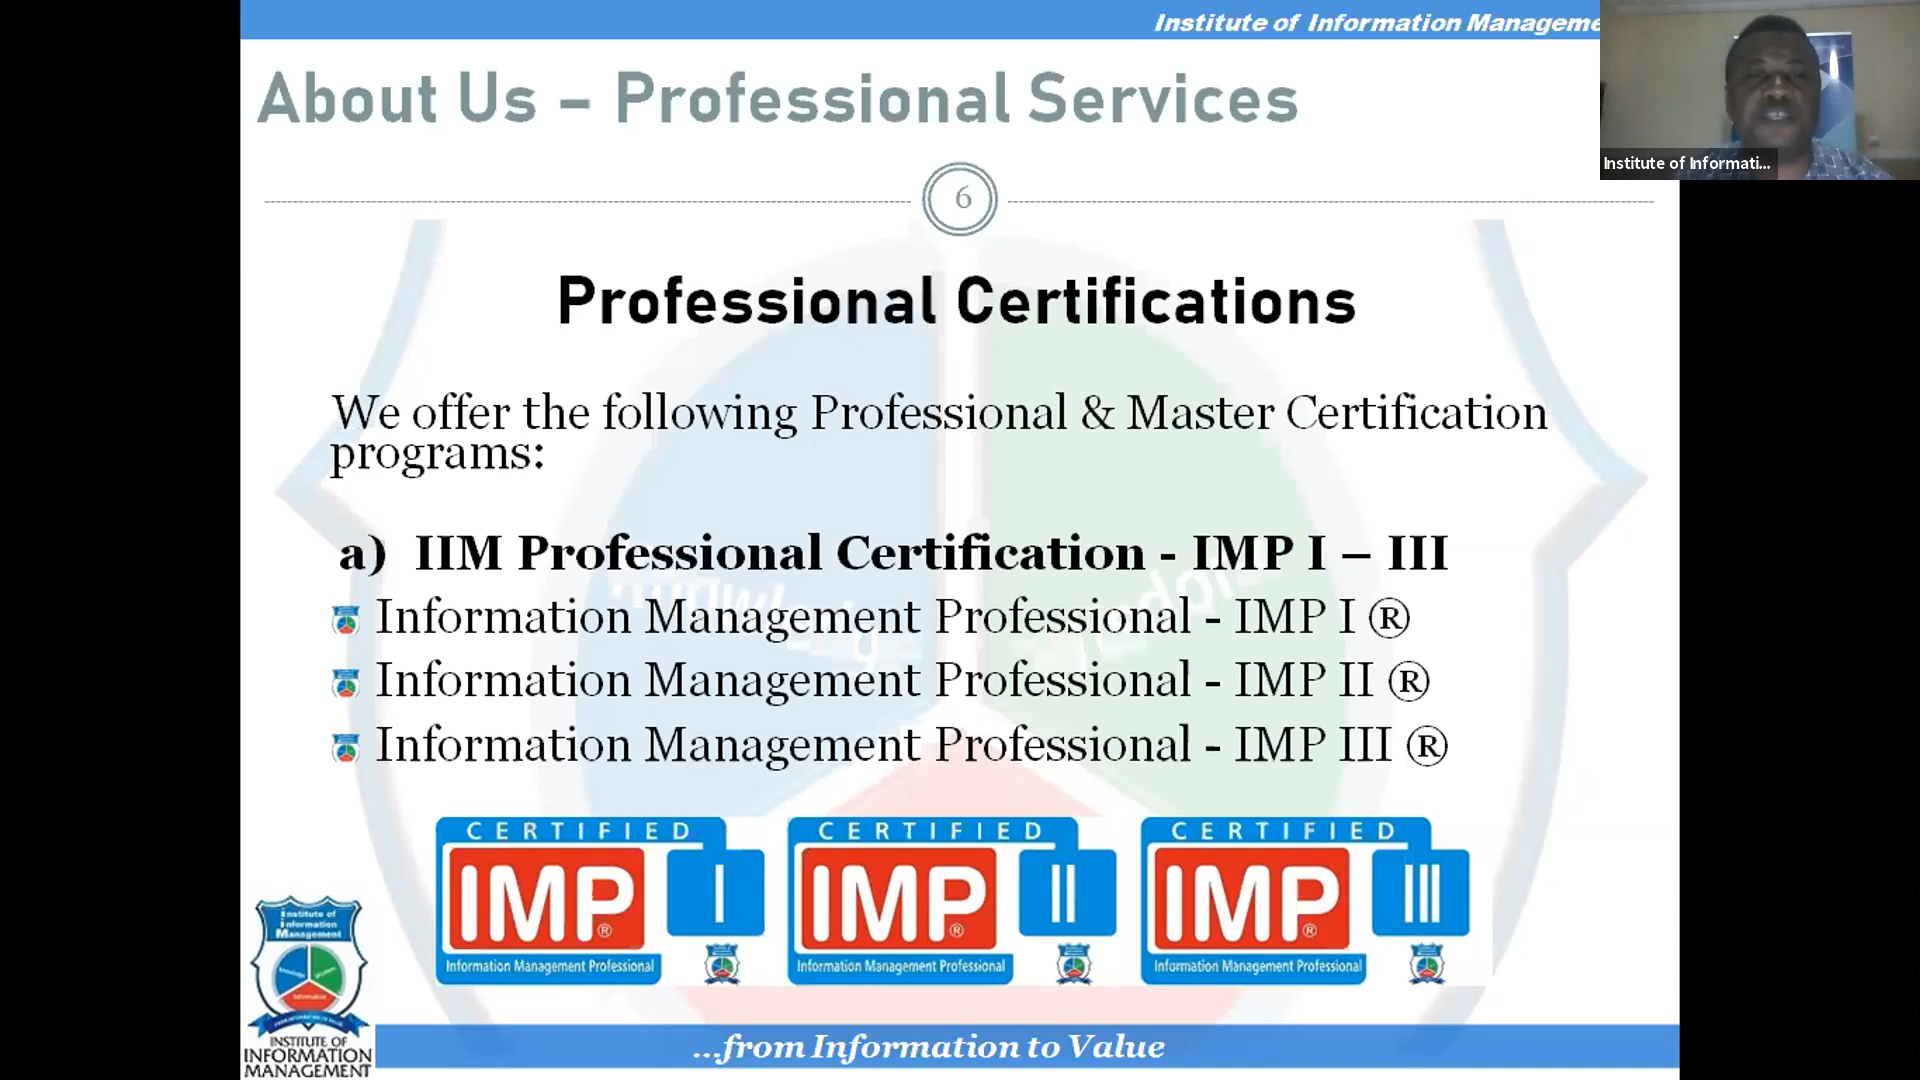 Institute of Information Manageme
About Us – Professional Services
Institute of Informati...
6
Professional Certifications
We offer the following Professional & Master Certification
programs:
a) IIM Professional Certification - IMP I – III
Information Management Professional - IMP I ®
Information Management Professional - IMP II ®
Information Management Professional - IMP III ®
CERTIFIED
IMP® I
Information Management Professional
CERTIFIED
IMP® II
Information Management Professional
CERTIFIED
IMP® III
Information Management Professional
Institute of
Information
Management
INSTITUTE OF
INFORMATION
MANAGEMENT
...from Information to Value